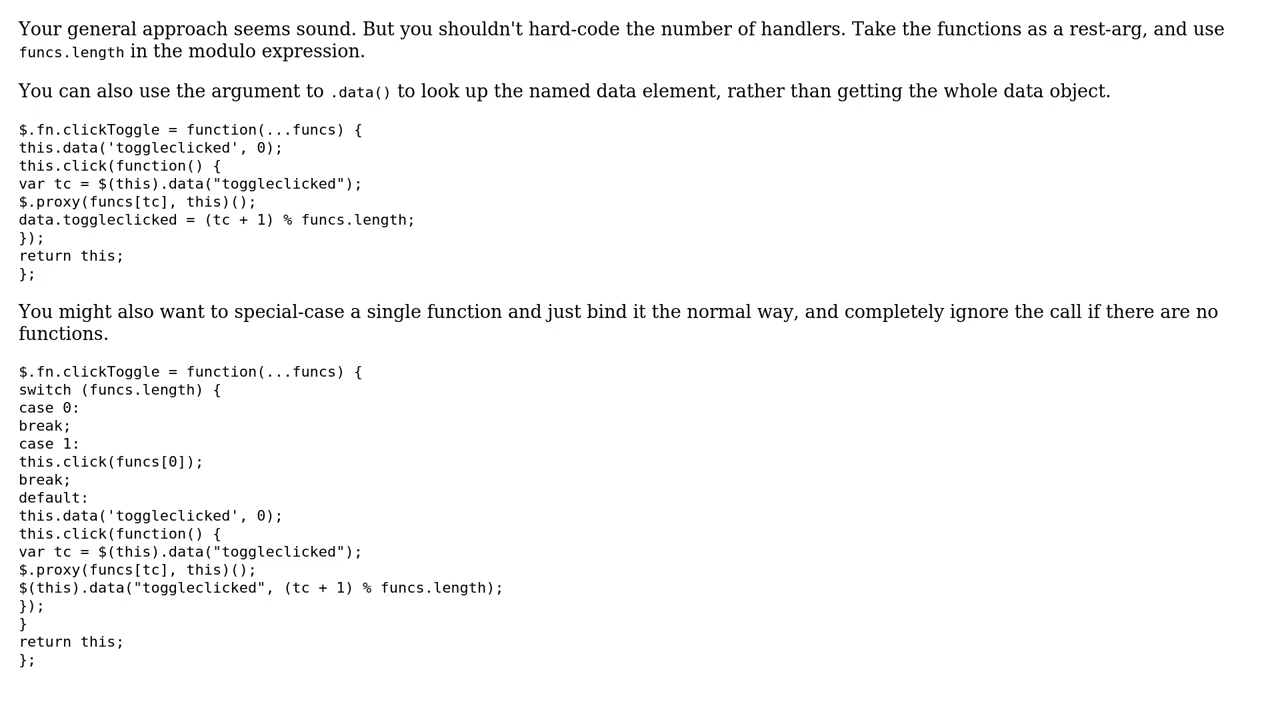 Your general approach seems sound. But you shouldn't hard-code the number of handlers. Take the functions as a rest-arg, and use
funcs.length in the modulo expression.
You can also use the argument to .data() to look up the named data element, rather than getting the whole data object.
$.fn.clickToggle = function(...funcs) {
this.data('toggleclicked', 0);
this.click(function() {
var tc = $(this).data("toggleclicked");
$.proxy(funcs[tc], this)();
data.toggleclicked = (tc + 1) % funcs.length;
});
return this;
};
You might also want to special-case a single function and just bind it the normal way, and completely ignore the call if there are no
functions.
$.fn.clickToggle = function(...funcs) {
switch (funcs.length) {
case 0:
break;
case 1:
this.click(funcs[0]);
break;
default:
this.data('toggleclicked', 0);
this.click(function() {
var tc = $(this).data("toggleclicked");
$.proxy(funcs[tc], this)();
$(this).data("toggleclicked", (tc + 1) % funcs.length);
});
}
return this;
};